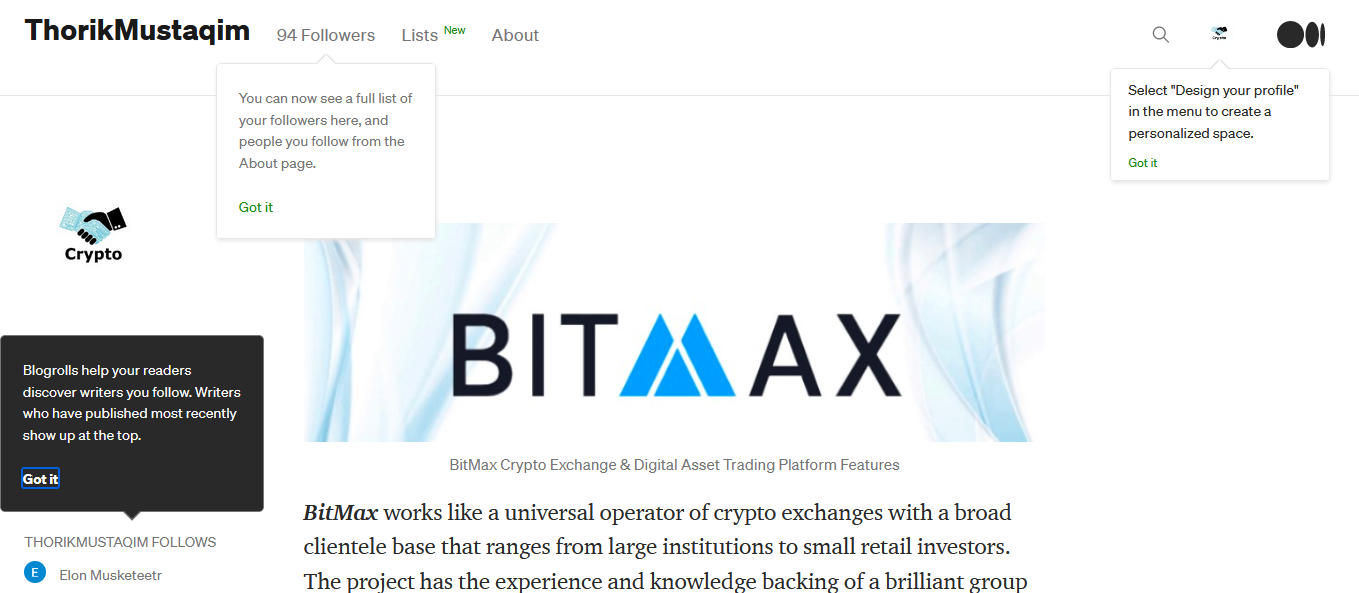 ThorikMustaqim
94 Followers
Lists New
About
You can now see a full list of
your followers here, and
people you follow from the
About page.
Got it
Select "Design your profile"
in the menu to create a
personalized space.
Got it
Crypto
BITMAX
Blogrolls help your readers
discover writers you follow. Writers
who have published most recently
show up at the top.
Got it
BitMax Crypto Exchange & Digital Asset Trading Platform Features
BitMax works like a universal operator of crypto exchanges with a broad
clientele base that ranges from large institutions to small retail investors.
The project has the experience and knowledge backing of a brilliant group
THORIKMUSTAQIM FOLLOWS
E Elon Musketeetr